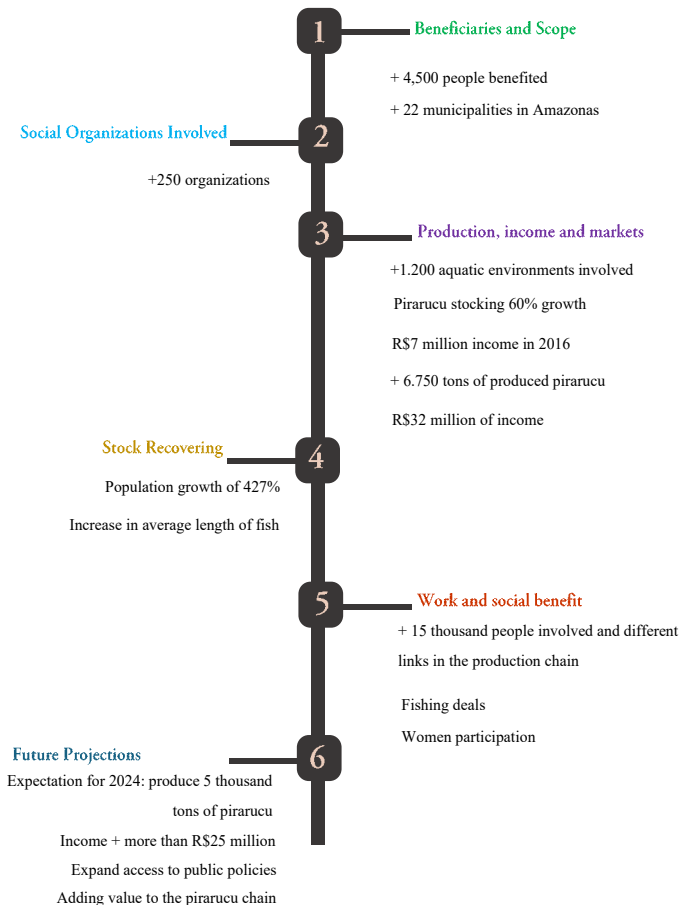 1
Beneficiaries and Scope
+ 4,500 people benefited
+ 22 municipalities in Amazonas
2
Social Organizations Involved
+250 organizations
3
Production, income and markets
+1.200 aquatic environments involved
Pirarucu stocking 60% growth
R$7 million income in 2016
+ 6.750 tons of produced pirarucu
R$32 million of income
4
Stock Recovering
Population growth of 427%
Increase in average length of fish
5
Work and social benefit
+ 15 thousand people involved and different
links in the production chain
Fishing deals
Women participation
6
Future Projections
Expectation for 2024: produce 5 thousand
tons of pirarucu
Income + more than R$25 million
Expand access to public policies
Adding value to the pirarucu chain